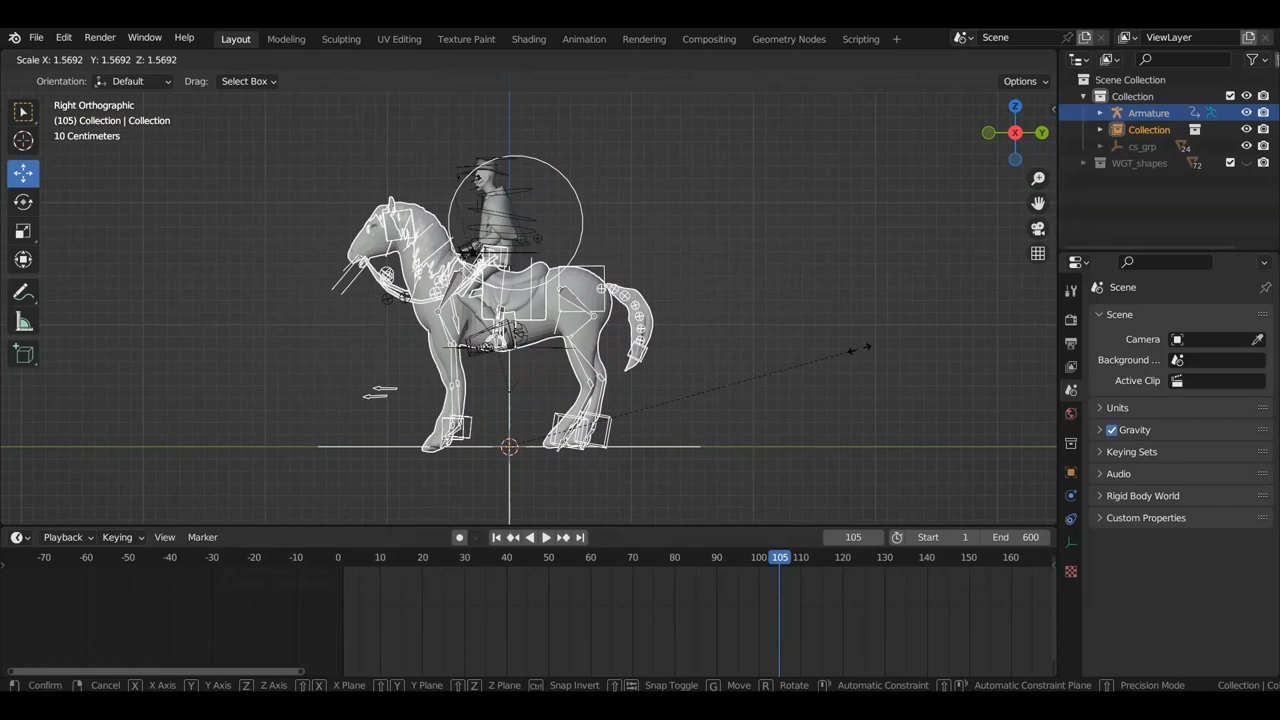 File Edit Render Window Help Layout Modeling Sculpting UV Editing Texture Paint Shading Animation Rendering Compositing Geometry Nodes Scripting + Scene ViewLayer
Scale X: 1.5692 Y: 1.5692 Z: 1.5692
Orientation: Default Drag: Select Box Options
Right Orthographic
(105) Collection | Collection
10 Centimeters
Z
Y
X
Scene Collection
Collection
Armature
Collection
cs_grp 24
WGT_shapes 72
Scene
Scene
Camera
Background ...
Active Clip
Units
Gravity
Keying Sets
Audio
Rigid Body World
Custom Properties
Playback Keying View Marker 105 Start 1 End 600
-70 -60 -50 -40 -30 -20 -10 0 10 20 30 40 50 60 70 80 90 100 105 110 120 130 140 150 160
Confirm Cancel X X Axis Y Y Axis Z Z Axis X X Plane Y Y Plane Z Z Plane Ctrl Snap Invert Snap Toggle G Move R Rotate Automatic Constraint Automatic Constraint Plane Precision Mode Collection | Co